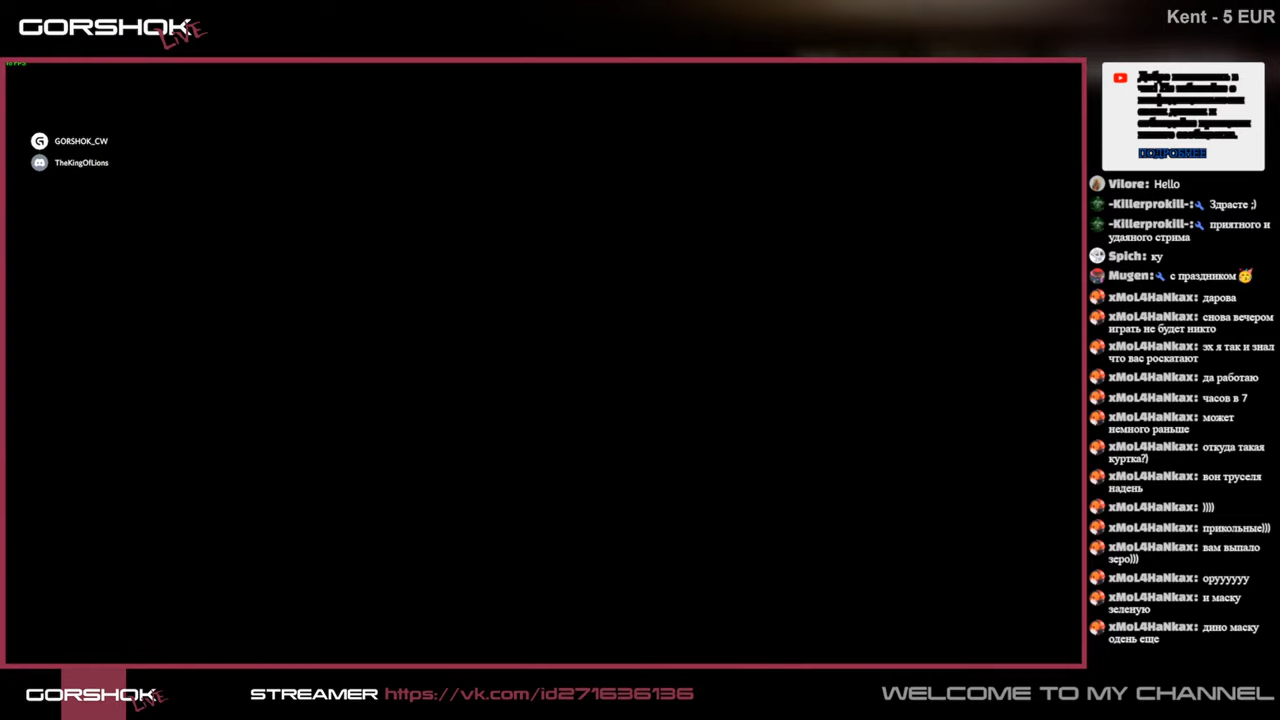 GORSHOK
LIVE
Kent - 5 EUR
GORSHOK_CW
TheKingOfLions
ПОДРОБНЕЕ
Vilore: Hello
-Killerprokill-: Здрасте ;)
-Killerprokill-: приятного и
удаяного стрима
Spich: ку
Mugen: с праздником
xMoL4HaNkax: дарова
xMoL4HaNkax: снова вечером
играть не будет никто
xMoL4HaNkax: эх я так и знал
что вас роскатают
xMoL4HaNkax: да работаю
xMoL4HaNkax: часов в 7
xMoL4HaNkax: может
немного раньше
xMoL4HaNkax: откуда такая
куртка?)
xMoL4HaNkax: вон труселя
надень
xMoL4HaNkax: ))))
xMoL4HaNkax: прикольные)))
xMoL4HaNkax: вам выпало
зеро)))
xMoL4HaNkax: оруууууу
xMoL4HaNkax: и маску
зеленую
xMoL4HaNkax: дино маску
одень еще
GORSHOK
LIVE
STREAMER https://vk.com/id271636136
WELCOME TO MY CHANNEL